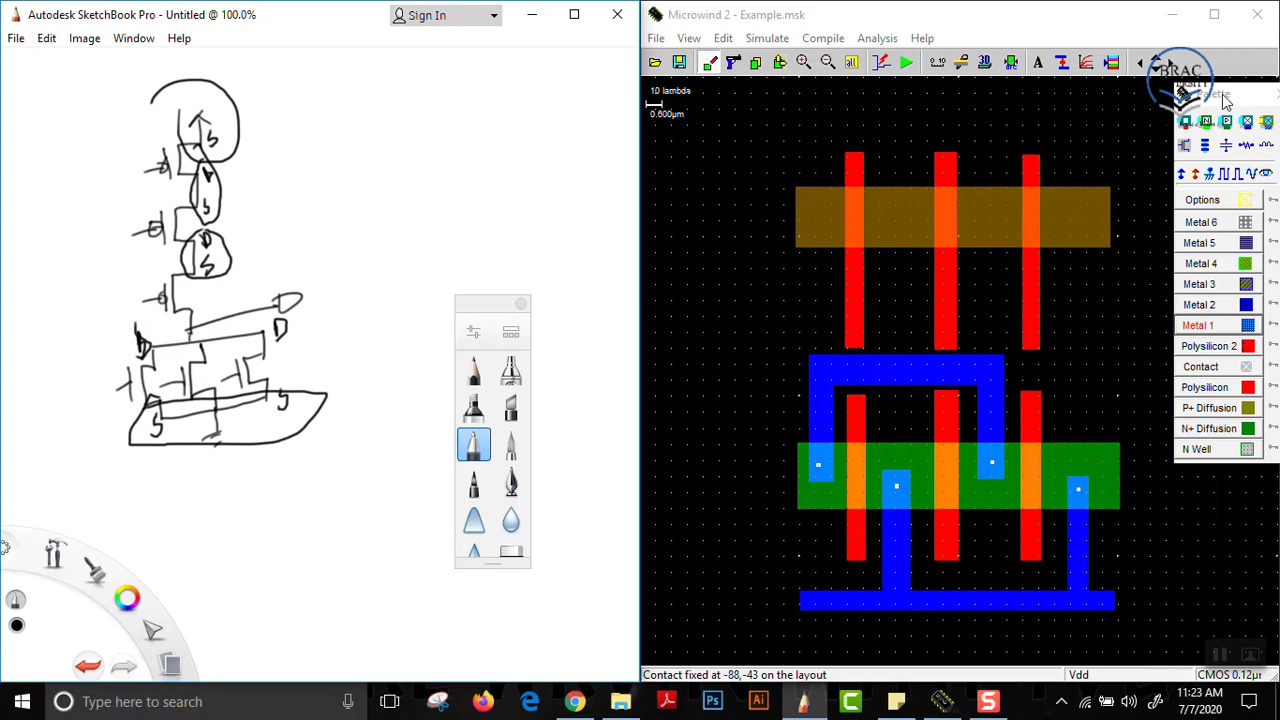 Autodesk SketchBook Pro - Untitled @ 100.0%
Sign In
File Edit Image Window Help
S
S
D
S
D
D
D
S
S
Microwind 2 - Example.msk
File View Edit Simulate Compile Analysis Help
10 lambda
0.600µm
BRAC
Palette
Options
Metal 6
Metal 5
Metal 4
Metal 3
Metal 2
Metal 1
Polysilicon 2
Contact
Polysilicon
P+ Diffusion
N+ Diffusion
N Well
Contact fixed at -88,-43 on the layout
Vdd
CMOS 0.12µr
Type here to search
11:23 AM
7/7/2020